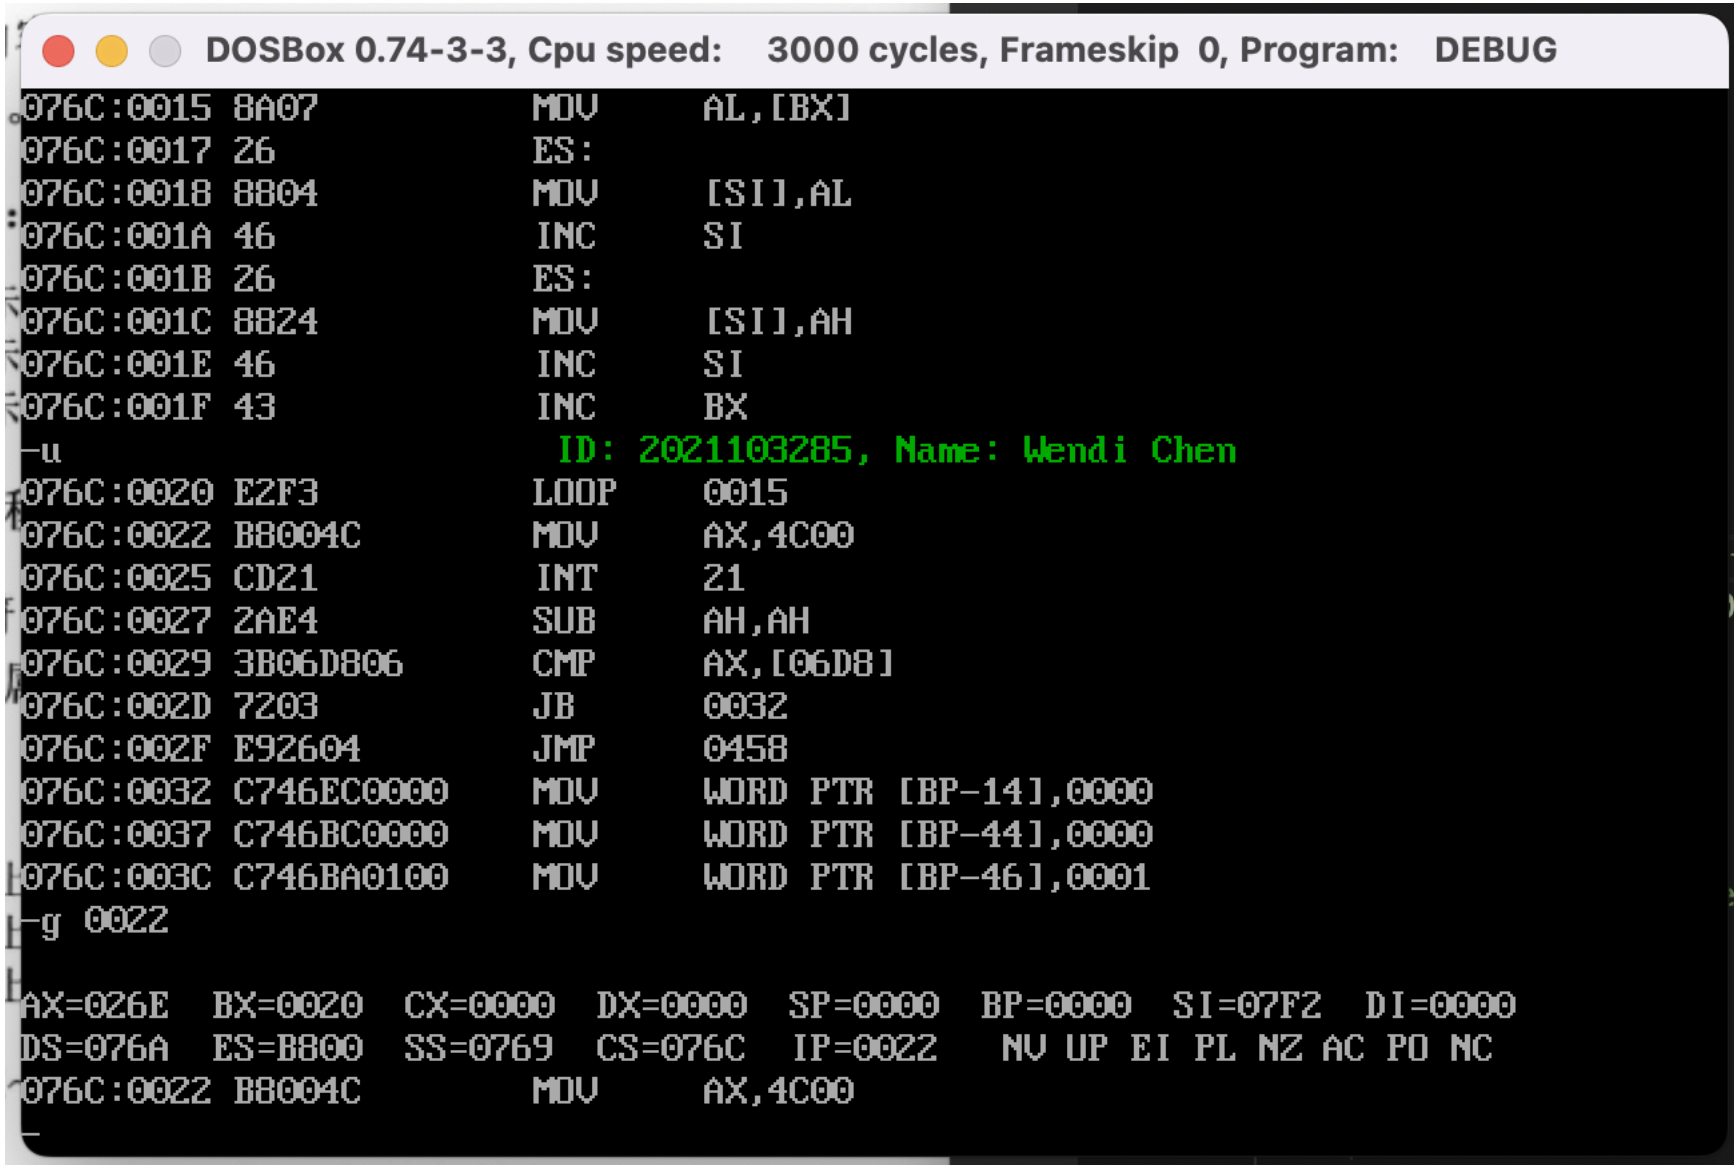 DOSBox 0.74-3-3, Cpu speed: 3000 cycles, Frameskip 0, Program: DEBUG
076C:0015 8A07 MOV AL,[BX]
076C:0017 26 ES:
076C:0018 8804 MOV [SI],AL
076C:001A 46 INC SI
076C:001B 26 ES:
076C:001C 8824 MOV [SI],AH
076C:001E 46 INC SI
076C:001F 43 INC BX
-u ID: 2021103285, Name: Wendi Chen
076C:0020 E2F3 LOOP 0015
076C:0022 B8004C MOV AX,4C00
076C:0025 CD21 INT 21
076C:0027 2AE4 SUB AH,AH
076C:0029 3B06D806 CMP AX,[06D8]
076C:002D 7203 JB 0032
076C:002F E92604 JMP 0458
076C:0032 C746EC0000 MOV WORD PTR [BP-14],0000
076C:0037 C746BC0000 MOV WORD PTR [BP-44],0000
076C:003C C746BA0100 MOV WORD PTR [BP-46],0001
-g 0022
AX=026E BX=0020 CX=0000 DX=0000 SP=0000 BP=0000 SI=07F2 DI=0000
DS=076A ES=B800 SS=0769 CS=076C IP=0022 NV UP EI PL NZ AC PO NC
076C:0022 B8004C MOV AX,4C00
-